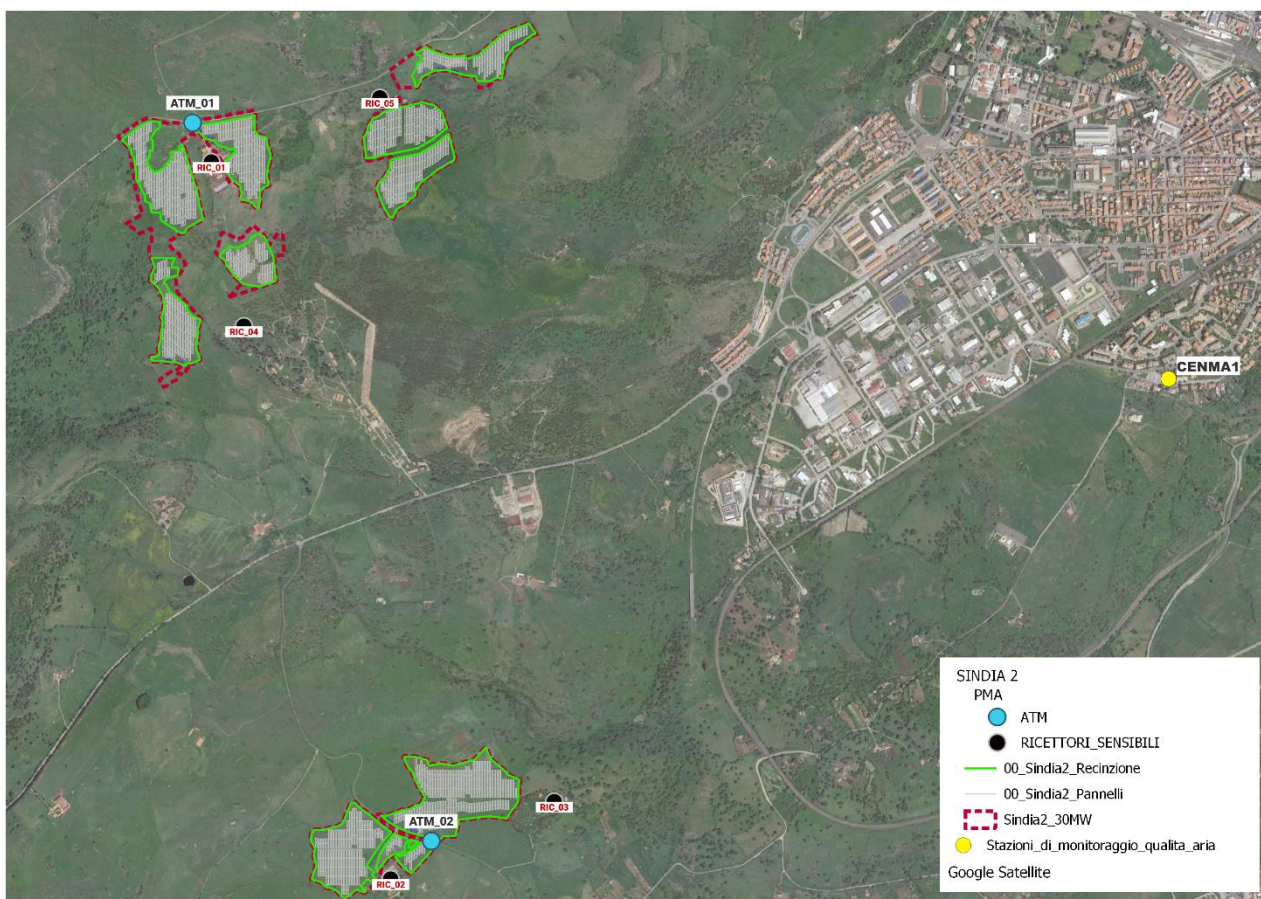 RIC_05
ATM_01
RIC_01
RIC_04
CENMA1
RIC_03
ATM_02
RIC_02
SINDIA 2
PMA
ATM
RICETTORI_SENSIBILI
00_Sindia2_Recinzione
00_Sindia2_Pannelli
Sindia2_30MW
Stazioni_di_monitoraggio_qualita_aria
Google Satellite